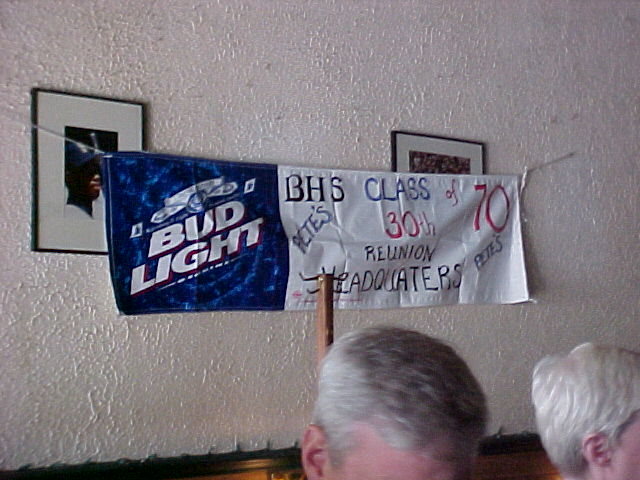 BUD
LIGHT
BHS CLASS of 70
PETE'S 30th PETE'S
REUNION
HEADQUATERS